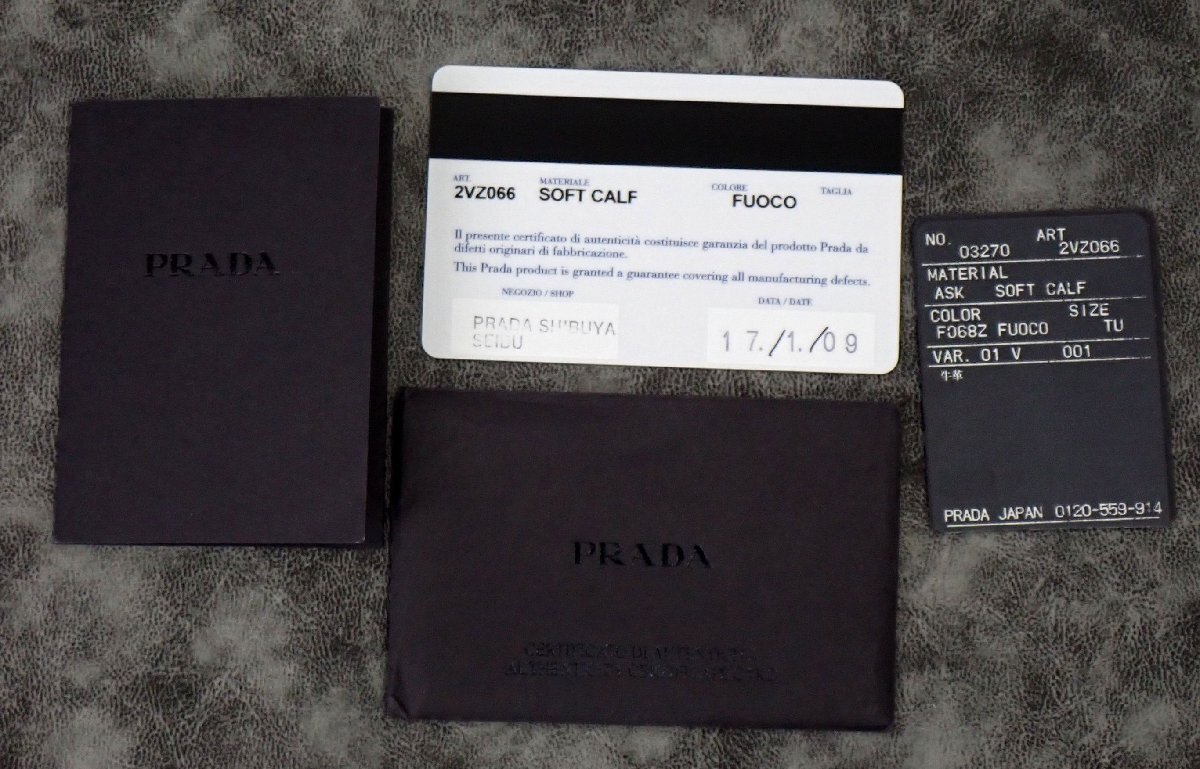 PRADA
ART. MATERIALE COLORE TAGLIA
2VZ066 SOFT CALF FUOCO
Il presente certificato di autenticità costituisce garanzia del prodotto Prada da
difetti originari di fabbricazione.
This Prada product is granted a guarantee covering all manufacturing defects.
NEGOZIO / SHOP DATA / DATE
PRADA SHIBUYA
SEIBU
17./1./09
PRADA
CERTIFICATO DI
NO. ART
03270 2VZ066
MATERIAL
ASK SOFT CALF
COLOR SIZE
F068Z FUOCO TU
VAR. 01 V 001
牛革
PRADA JAPAN 0120-559-914